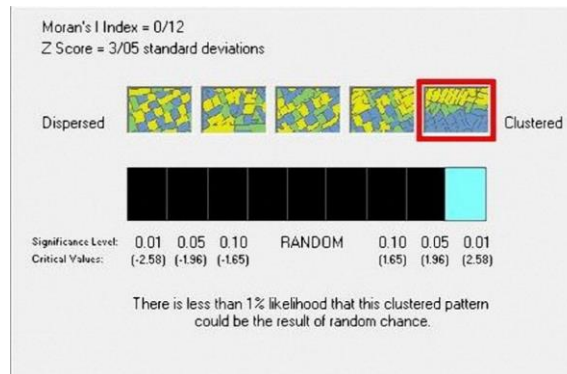 Moran's I Index = 0/12
Z Score = 3/05 standard deviations
Dispersed
Clustered
Significance Level: 0.01 0.05 0.10 RANDOM 0.10 0.05 0.01
Critical Values: (-2.58) (-1.96) (-1.65) (1.65) (1.96) (2.58)
There is less than 1% likelihood that this clustered pattern
could be the result of random chance.